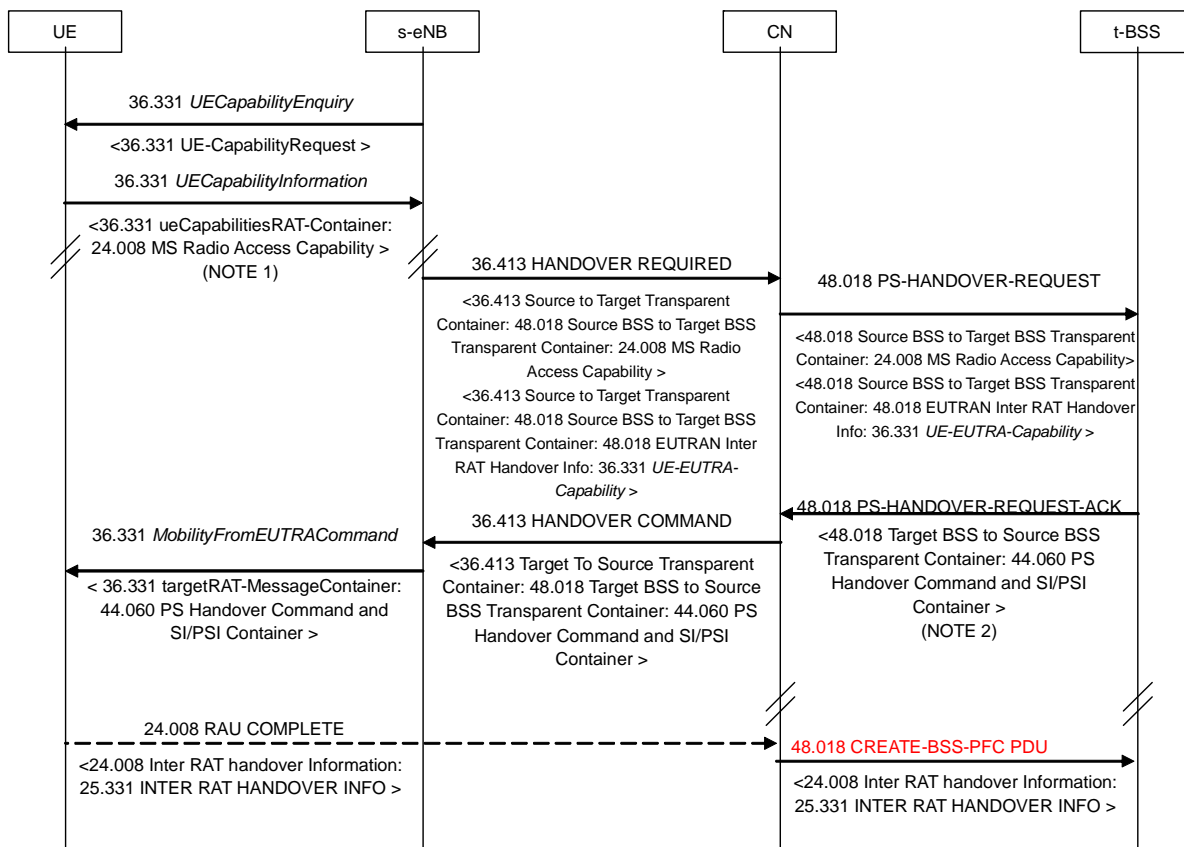 UE
s-eNB
CN
t-BSS
36.331 UECapabilityEnquiry
<36.331 UE-CapabilityRequest >
36.331 UECapabilityInformation
<36.331 ueCapabilitiesRAT-Container:
24.008 MS Radio Access Capability >
(NOTE 1)
36.413 HANDOVER REQUIRED
<36.413 Source to Target Transparent
Container: 48.018 Source BSS to Target BSS
Transparent Container: 24.008 MS Radio
Access Capability >
<36.413 Source to Target Transparent
Container: 48.018 Source BSS to Target BSS
Transparent Container: 48.018 EUTRAN Inter
RAT Handover Info: 36.331 UE-EUTRA-
Capability >
48.018 PS-HANDOVER-REQUEST
<48.018 Source BSS to Target BSS Transparent
Container: 24.008 MS Radio Access Capability>
<48.018 Source BSS to Target BSS Transparent
Container: 48.018 EUTRAN Inter RAT Handover
Info: 36.331 UE-EUTRA-Capability >
48.018 PS-HANDOVER-REQUEST-ACK
<48.018 Target BSS to Source BSS
Transparent Container: 44.060 PS
Handover Command and SI/PSI
Container >
(NOTE 2)
36.413 HANDOVER COMMAND
<36.413 Target To Source Transparent
Container: 48.018 Target BSS to Source
BSS Transparent Container: 44.060 PS
Handover Command and SI/PSI
Container >
36.331 MobilityFromEUTRACommand
< 36.331 targetRAT-MessageContainer:
44.060 PS Handover Command and
SI/PSI Container >
24.008 RAU COMPLETE
<24.008 Inter RAT handover Information:
25.331 INTER RAT HANDOVER INFO >
48.018 CREATE-BSS-PFC PDU
<24.008 Inter RAT handover Information:
25.331 INTER RAT HANDOVER INFO >